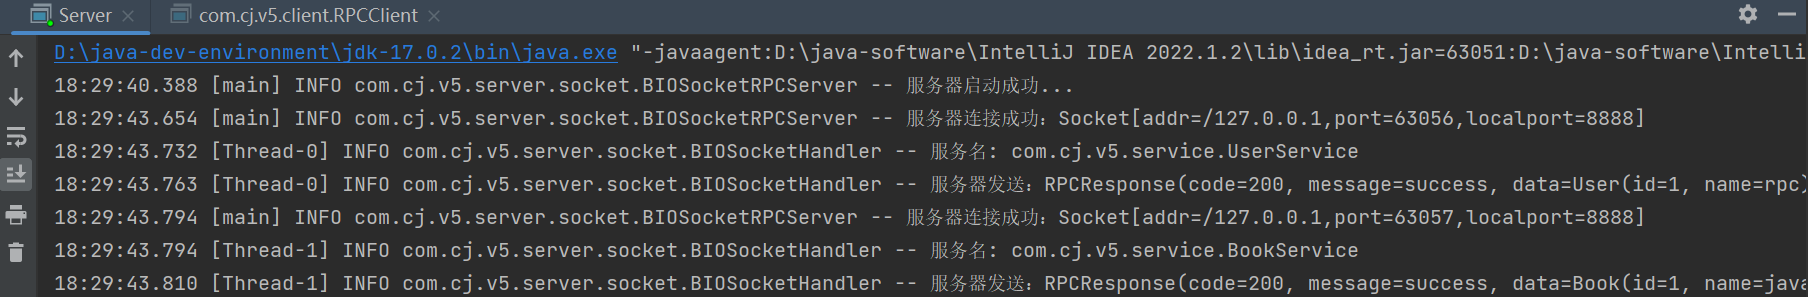 Server com.cj.v5.client.RPCClient
D:\java-dev-environment\jdk-17.0.2\bin\java.exe "-javaagent:D:\java-software\IntelliJ IDEA 2022.1.2\lib\idea_rt.jar=63051:D:\java-software\Intelli
18:29:40.388 [main] INFO com.cj.v5.server.socket.BIOSocketRPCServer -- 服务器启动成功...
18:29:43.654 [main] INFO com.cj.v5.server.socket.BIOSocketRPCServer -- 服务器连接成功：Socket[addr=/127.0.0.1,port=63056,localport=8888]
18:29:43.732 [Thread-0] INFO com.cj.v5.server.socket.BIOSocketHandler -- 服务名: com.cj.v5.service.UserService
18:29:43.763 [Thread-0] INFO com.cj.v5.server.socket.BIOSocketHandler -- 服务器发送：RPCResponse(code=200, message=success, data=User(id=1, name=rpc)
18:29:43.794 [main] INFO com.cj.v5.server.socket.BIOSocketRPCServer -- 服务器连接成功：Socket[addr=/127.0.0.1,port=63057,localport=8888]
18:29:43.794 [Thread-1] INFO com.cj.v5.server.socket.BIOSocketHandler -- 服务名: com.cj.v5.service.BookService
18:29:43.810 [Thread-1] INFO com.cj.v5.server.socket.BIOSocketHandler -- 服务器发送：RPCResponse(code=200, message=success, data=Book(id=1, name=java